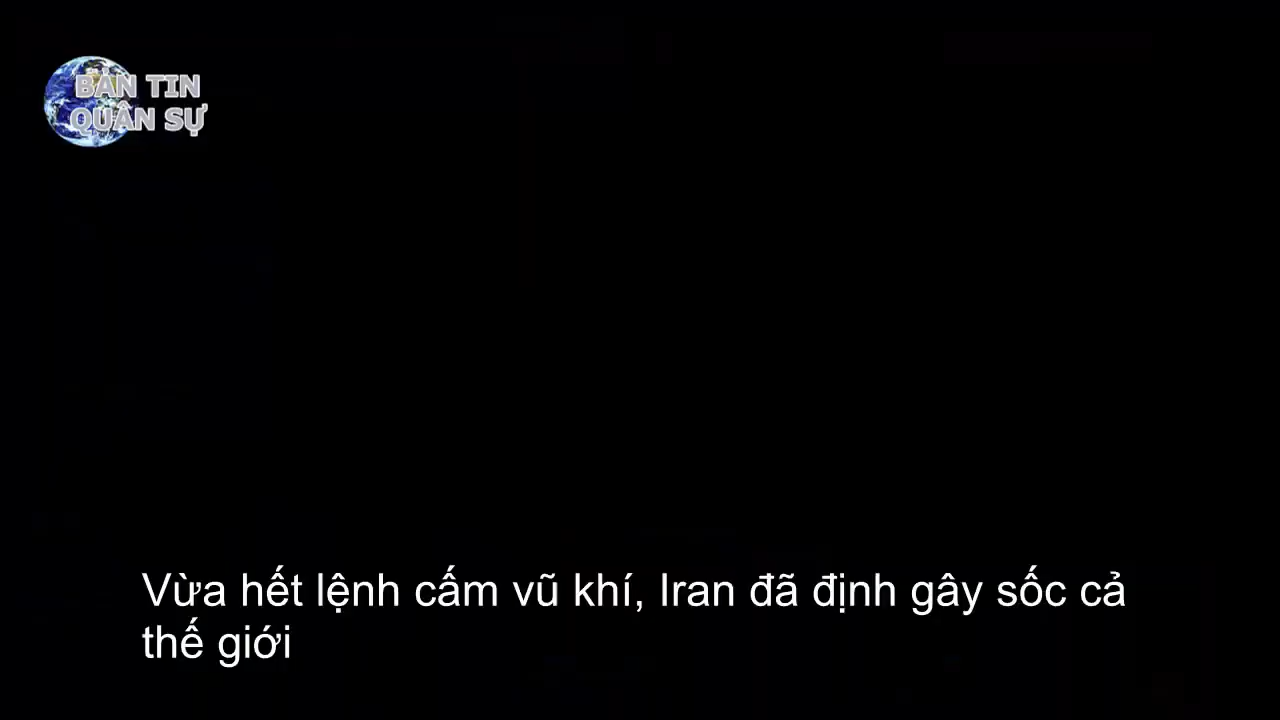 BẢN TIN
QUÂN SỰ
Vừa hết lệnh cấm vũ khí, Iran đã định gây sốc cả
thế giới